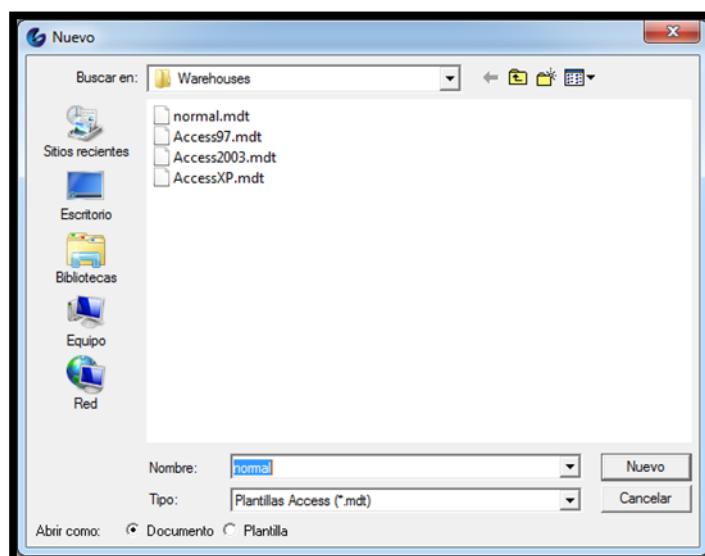 Nuevo
Buscar en: Warehouses
normal.mdt
Access97.mdt
Access2003.mdt
AccessXP.mdt
Sitios recientes
Escritorio
Bibliotecas
Equipo
Red
Nombre: normal Nuevo
Tipo: Plantillas Access (*.mdt) Cancelar
Abrir como: Documento Plantilla